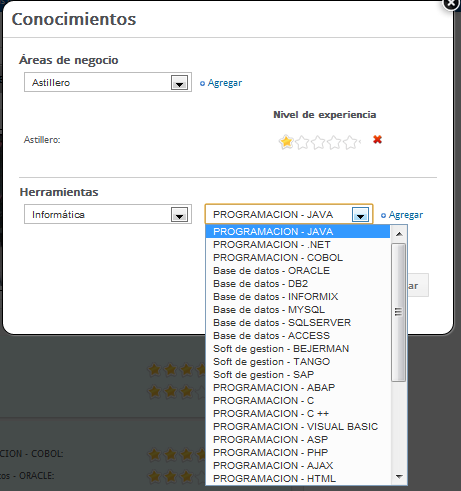 Conocimientos
Áreas de negocio
Astillero
Agregar
Nivel de experiencia
Astillero:
Herramientas
Informática
PROGRAMACION - JAVA
Agregar
PROGRAMACION - JAVA
PROGRAMACION - .NET
PROGRAMACION - COBOL
Base de datos - ORACLE
Base de datos - DB2
Base de datos - INFORMIX
Base de datos - MYSQL
Base de datos - SQLSERVER
Base de datos - ACCESS
Soft de gestion - BEJERMAN
Soft de gestion - TANGO
Soft de gestion - SAP
PROGRAMACION - ABAP
PROGRAMACION - C
PROGRAMACION - C ++
PROGRAMACION - VISUAL BASIC
PROGRAMACION - ASP
PROGRAMACION - PHP
PROGRAMACION - AJAX
PROGRAMACION - HTML
ar
CION - COBOL:
tos - ORACLE: